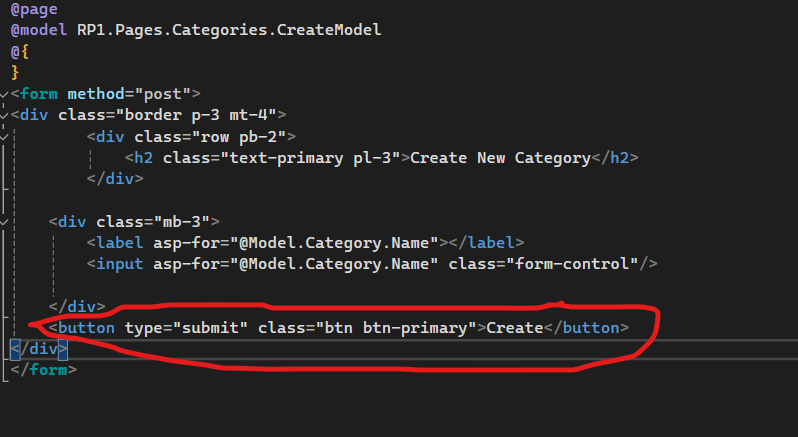 @page
@model RP1.Pages.Categories.CreateModel
@{
}
<form method="post">
<div class="border p-3 mt-4">
<div class="row pb-2">
<h2 class="text-primary pl-3">Create New Category</h2>
</div>
<div class="mb-3">
<label asp-for="@Model.Category.Name"></label>
<input asp-for="@Model.Category.Name" class="form-control"/>
</div>
<button type="submit" class="btn btn-primary">Create</button>
</div>
</form>